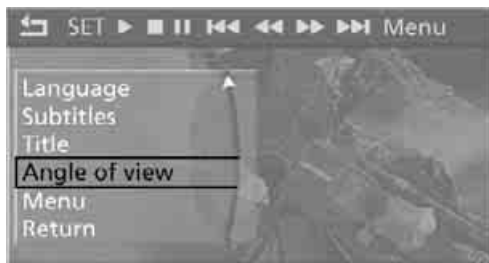 SET Menu
Language
Subtitles
Title
Angle of view
Menu
Return